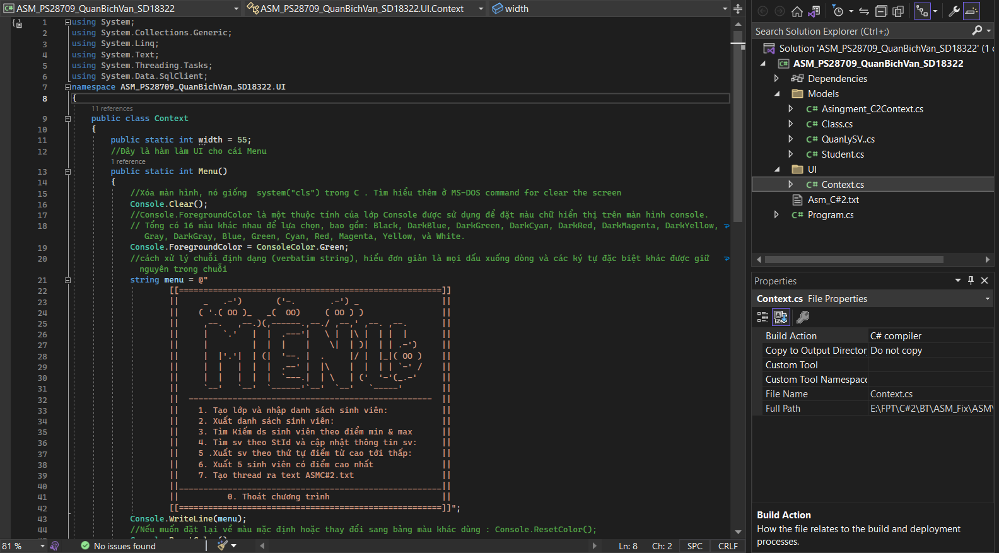 ASM_PS28709_QuanBichVan_SD18322
ASM_PS28709_QuanBichVan_SD18322.UI.Context
width
1 using System;
2 using System.Collections.Generic;
3 using System.Linq;
4 using System.Text;
5 using System.Threading.Tasks;
6 using System.Data.SqlClient;
7 namespace ASM_PS28709_QuanBichVan_SD18322.UI
8 {
11 references
9 public class Context
10 {
11 public static int width = 55;
12 //Đây là hàm làm UI cho cái Menu
1 reference
13 public static int Menu()
14 {
15 //Xóa màn hình, nó giống  system("cls") trong C . Tìm hiểu thêm ở MS-DOS command for clear the screen
16 Console.Clear();
17 //Console.ForegroundColor là một thuộc tính của lớp Console được sử dụng để đặt màu chữ hiển thị trên màn hình console.
18 // Tổng có 16 màu khác nhau để lựa chọn, bao gồm: Black, DarkBlue, DarkGreen, DarkCyan, DarkRed, DarkMagenta, DarkYellow,
Gray, DarkGray, Blue, Green, Cyan, Red, Magenta, Yellow, và White.
19 Console.ForegroundColor = ConsoleColor.Green;
20 //cách xử lý chuỗi định dạng (verbatim string), hiểu đơn giản là mọi dấu xuống dòng và các ký tự đặc biệt khác được giữ
nguyên trong chuỗi
21 string menu = @"
22 [[======================================================]]
23 ||     _   .-')       ('-.       .-') _                 ||
24 ||    ( '.( OO )_   _(  OO)     ( OO ) )                ||
25 ||     ,--.   ,--.)(,------.,--./ ,--,' ,--. ,--.       ||
26 ||     |   `.'   |  |  .---'|   \ |  |\ |  | |  |       ||
27 ||     |         |  |  |    |    \|  | )|  | | .-')     ||
28 ||     |  |'.'|  | (|  '--. |  .     |/ |  |_|( OO )    ||
29 ||     |  |   |  |  |  .--' |  |\    |  |  | | `-' /    ||
30 ||     |  |   |  |  |  `---.|  | \   | ('  '-'(_.-'     ||
31 ||     `--'   `--'  `------'`--'  `--'   `-----'        ||
32 ||  --------------------------------------------------  ||
33 ||    1. Tạo lớp và nhập danh sách sinh viên:           ||
34 ||    2. Xuất danh sách sinh viên:                      ||
35 ||    3. Tìm Kiếm ds sinh viên theo điểm min & max      ||
36 ||    4. Tìm sv theo StId và cập nhật thông tin sv:     ||
37 ||    5 .Xuất sv theo thứ tự điểm từ cao tới thấp:      ||
38 ||    6. Xuất 5 sinh viên có điểm cao nhất              ||
39 ||    7. Tạo thread ra text ASMC#2.txt                  ||
40 ||______________________________________________________||
41 ||          0. Thoát chương trình                       ||
42 [[======================================================]]";
43 Console.WriteLine(menu);
44 //Nếu muốn đặt lại về màu mặc định hoặc thay đổi sang bảng màu khác dùng : Console.ResetColor();
81 %
No issues found
Ln: 8
Ch: 2
SPC
CRLF
Search Solution Explorer (Ctrl+;)
Solution 'ASM_PS28709_QuanBichVan_SD18322' (1
ASM_PS28709_QuanBichVan_SD18322
Dependencies
Models
C# Asingment_C2Context.cs
C# Class.cs
C# QuanLySV..cs
C# Student.cs
UI
C# Context.cs
Asm_C#2.txt
C# Program.cs
Properties
Context.cs File Properties
Build Action C# compiler
Copy to Output Director Do not copy
Custom Tool
Custom Tool Namespace
File Name Context.cs
Full Path E:\FPT\C#2\BT\ASM_Fix\ASM\
Build Action
How the file relates to the build and deployment
processes.